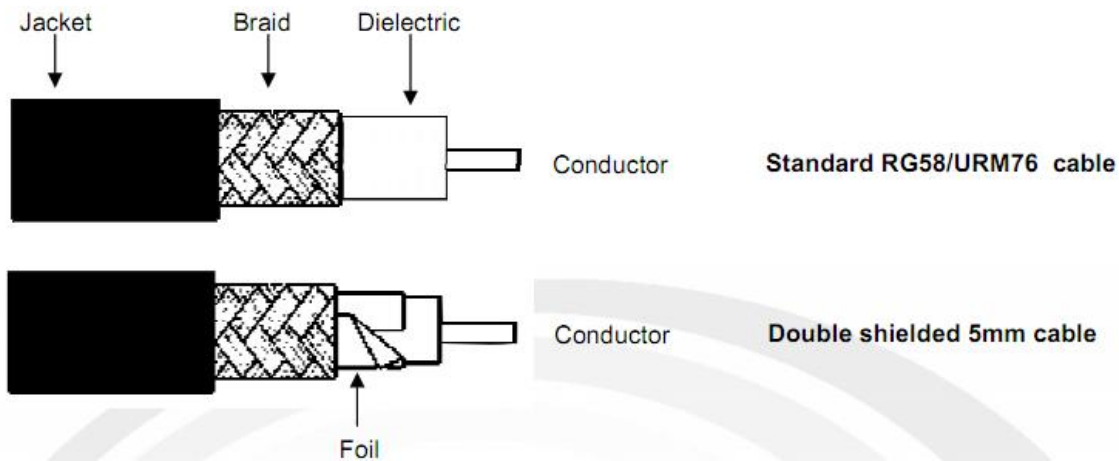 Jacket Braid Dielectric
Conductor Standard RG58/URM76 cable
Conductor Double shielded 5mm cable
Foil